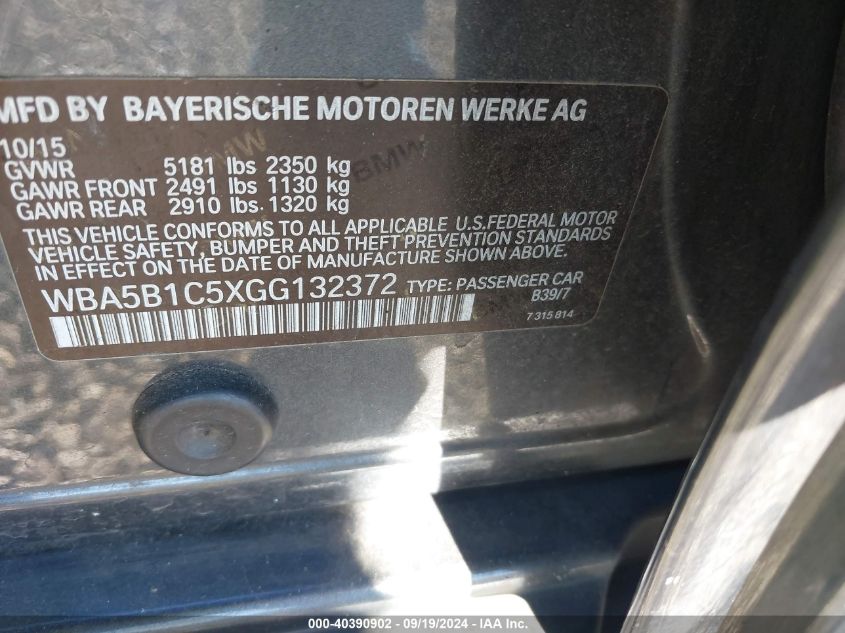 MFD BY BAYERISCHE MOTOREN WERKE AG
10/15
GVWR 5181 lbs 2350 kg
GAWR FRONT 2491 lbs 1130 kg
GAWR REAR 2910 lbs 1320 kg
THIS VEHICLE CONFORMS TO ALL APPLICABLE U.S.FEDERAL MOTOR
VEHICLE SAFETY, BUMPER AND THEFT PREVENTION STANDARDS
IN EFFECT ON THE DATE OF MANUFACTURE SHOWN ABOVE.
WBA5B1C5XGG132372 TYPE: PASSENGER CAR
B39/7
7 315 814
BMW
000-40390902 - 09/19/2024 - IAAI Inc.